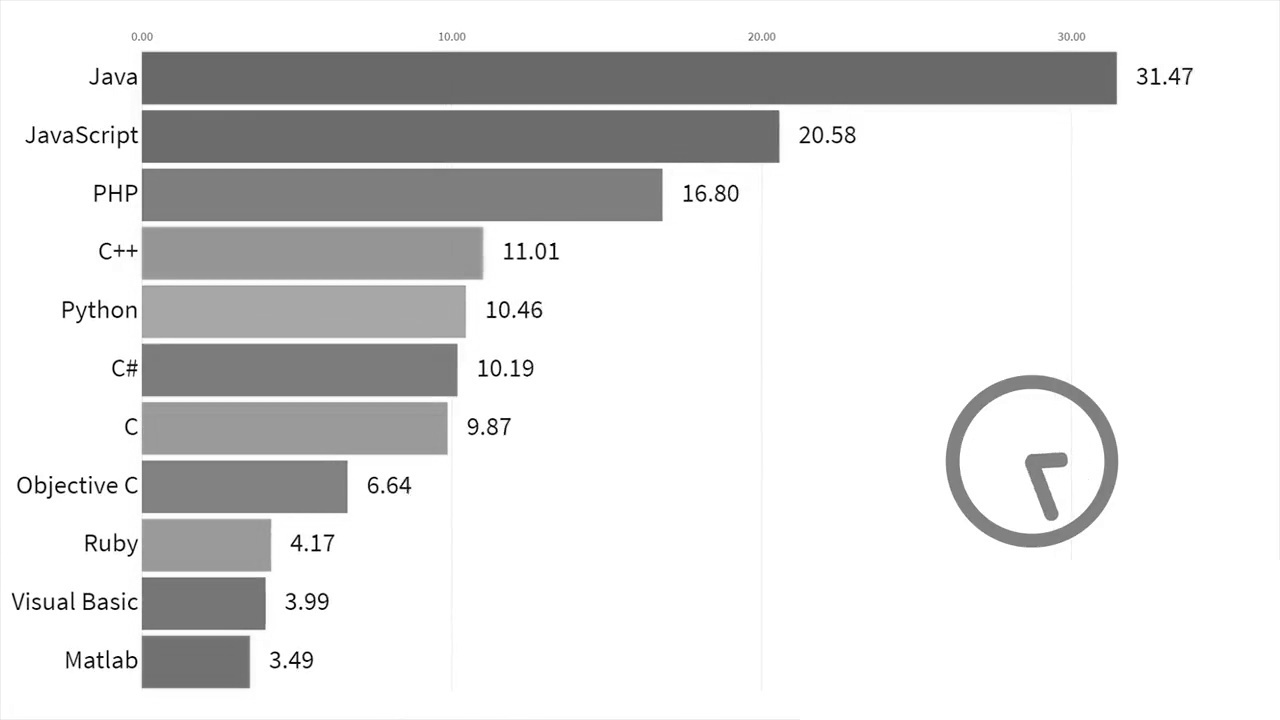 0.00 10.00 20.00 30.00
Java 31.47
JavaScript 20.58
PHP 16.80
C++ 11.01
Python 10.46
C# 10.19
C 9.87
Objective C 6.64
Ruby 4.17
Visual Basic 3.99
Matlab 3.49